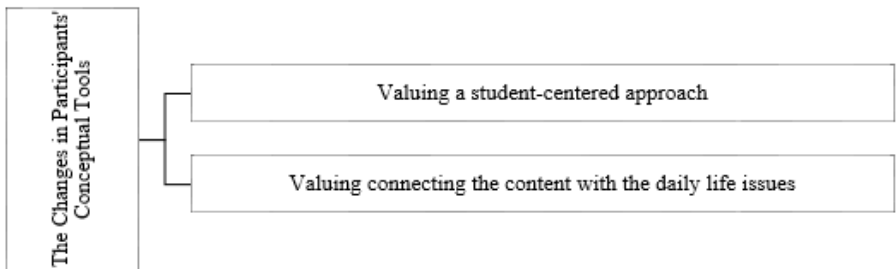 The Changes in Participants'
Conceptual Tools
Valuing a student-centered approach
Valuing connecting the content with the daily life issues